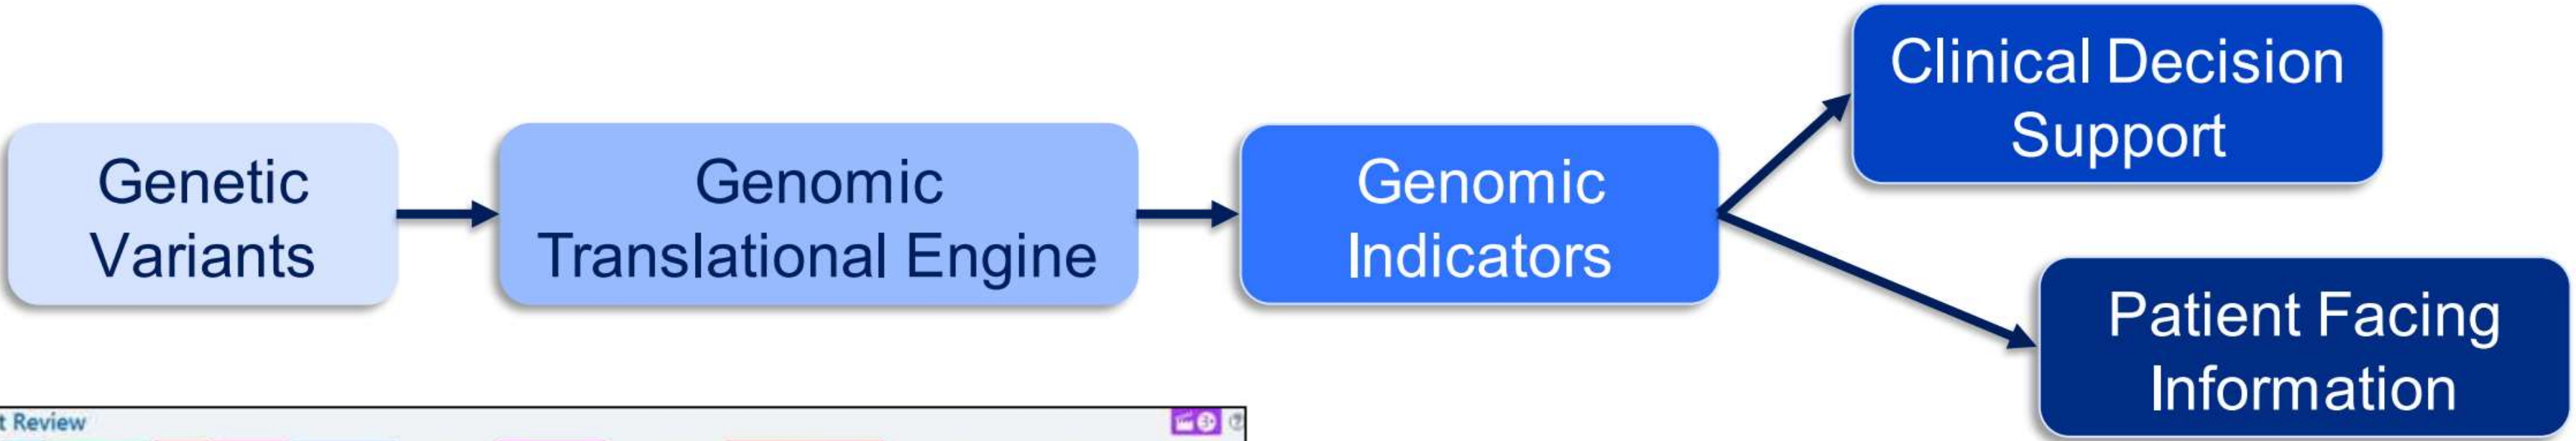 Genetic
Variants
Genomic
Translational Engine
Genomic
Indicators
Clinical Decision
Support
Patient Facing
Information
t Review